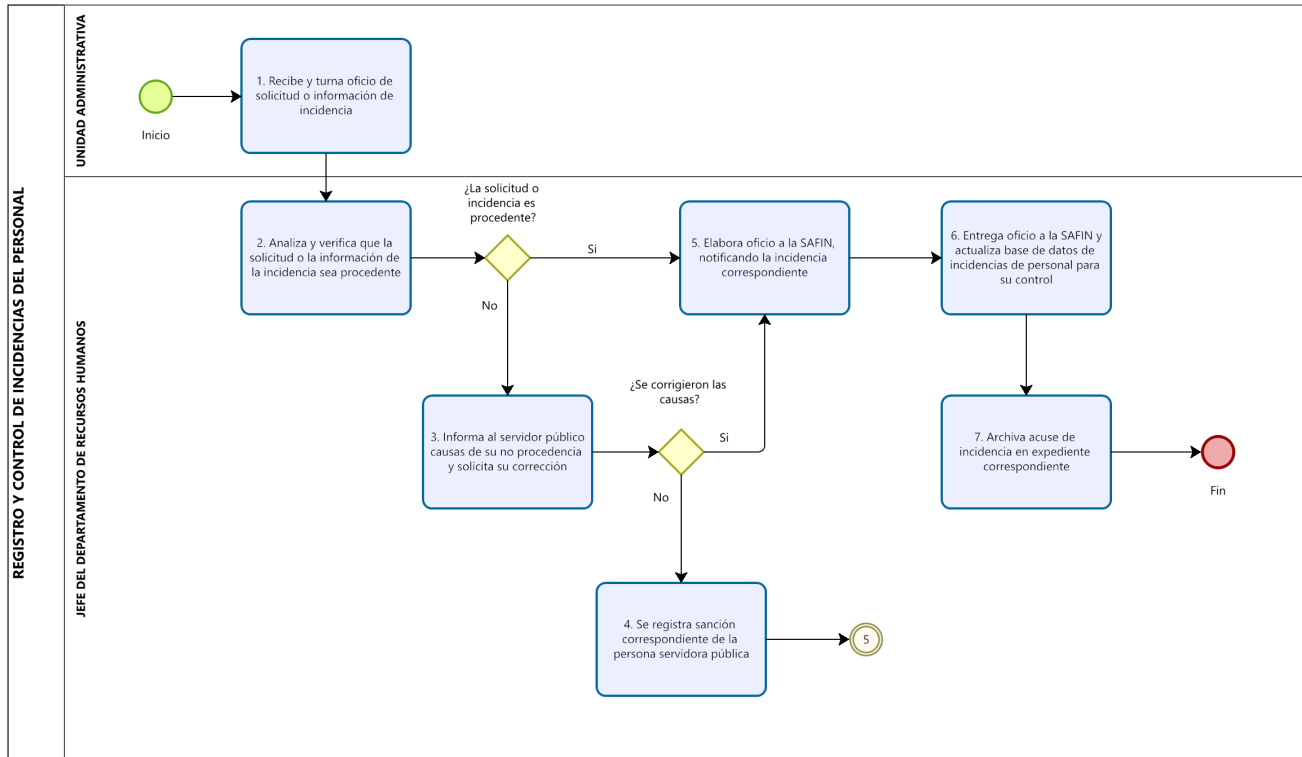 REGISTRO Y CONTROL DE INCIDENCIAS DEL PERSONAL
UNIDAD ADMINISTRATIVA
Inicio
1. Recibe y turna oficio de
solicitud o información de
incidencia
JEFE DEL DEPARTAMENTO DE RECURSOS HUMANOS
2. Analiza y verifica que la
solicitud o la información de
la incidencia sea procedente
¿La solicitud o
incidencia es
procedente?
Si
No
5. Elabora oficio a la SAFIN,
notificando la incidencia
correspondiente
6. Entrega oficio a la SAFIN y
actualiza base de datos de
incidencias de personal para
su control
3. Informa al servidor público
causas de su no procedencia
y solicita su corrección
¿Se corrigieron las
causas?
Si
No
7. Archiva acuse de
incidencia en expediente
correspondiente
Fin
4. Se registra sanción
correspondiente de la
persona servidora pública
5